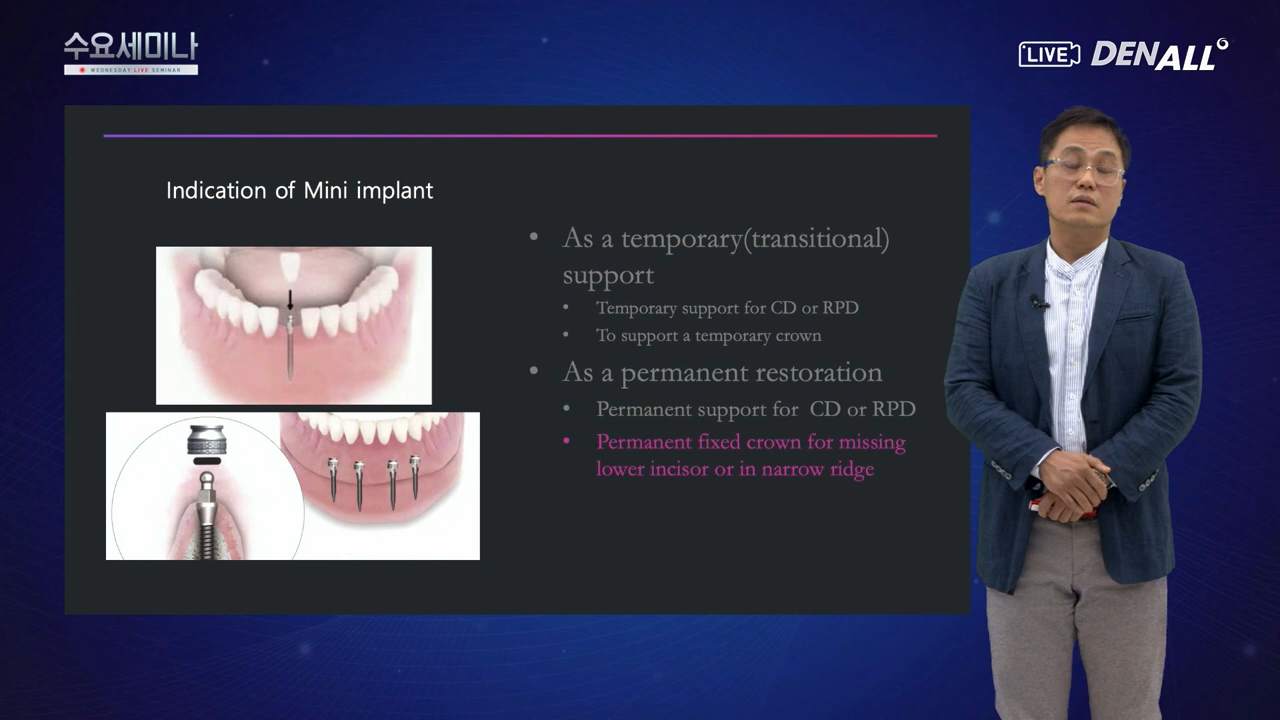 수요세미나
WEDNESDAY LIVE SEMINAR
LIVE
DENALL
Indication of Mini implant
• As a temporary(transitional)
support
• Temporary support for CD or RPD
• To support a temporary crown
• As a permanent restoration
• Permanent support for CD or RPD
• Permanent fixed crown for missing
lower incisor or in narrow ridge